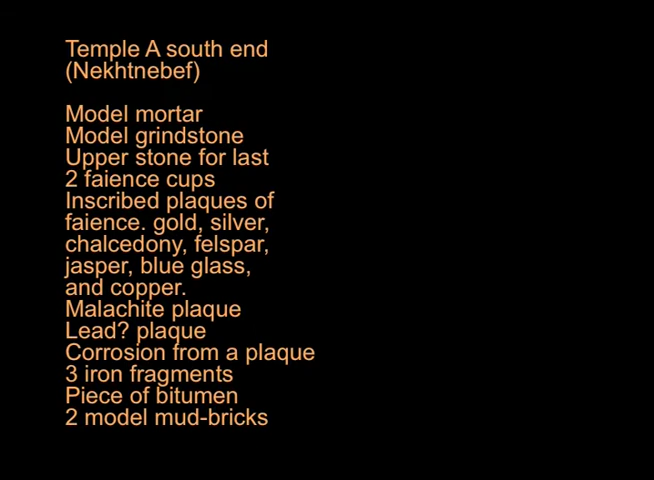 Temple A south end
(Nekhtnebef)
Model mortar
Model grindstone
Upper stone for last
2 faience cups
Inscribed plaques of
faience. gold, silver,
chalcedony, felspar,
jasper, blue glass,
and copper.
Malachite plaque
Lead? plaque
Corrosion from a plaque
3 iron fragments
Piece of bitumen
2 model mud-bricks